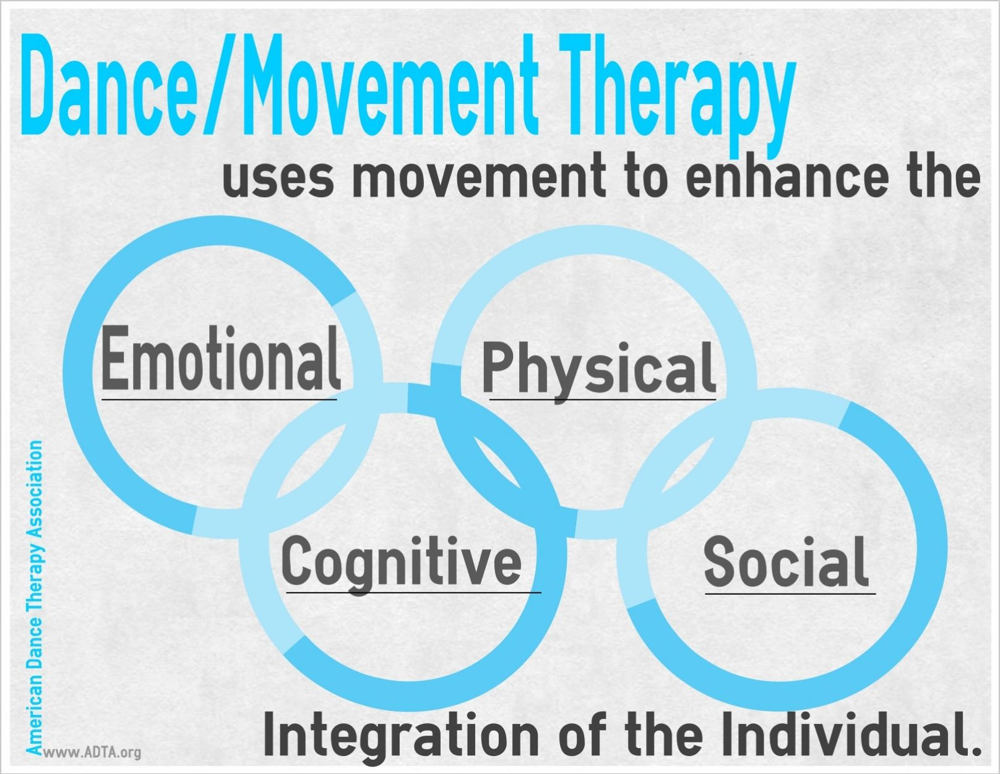 Dance/Movement Therapy
uses movement to enhance the
Emotional
Physical
Cognitive
Social
Integration of the Individual.
American Dance Therapy Association
www.ADTA.org